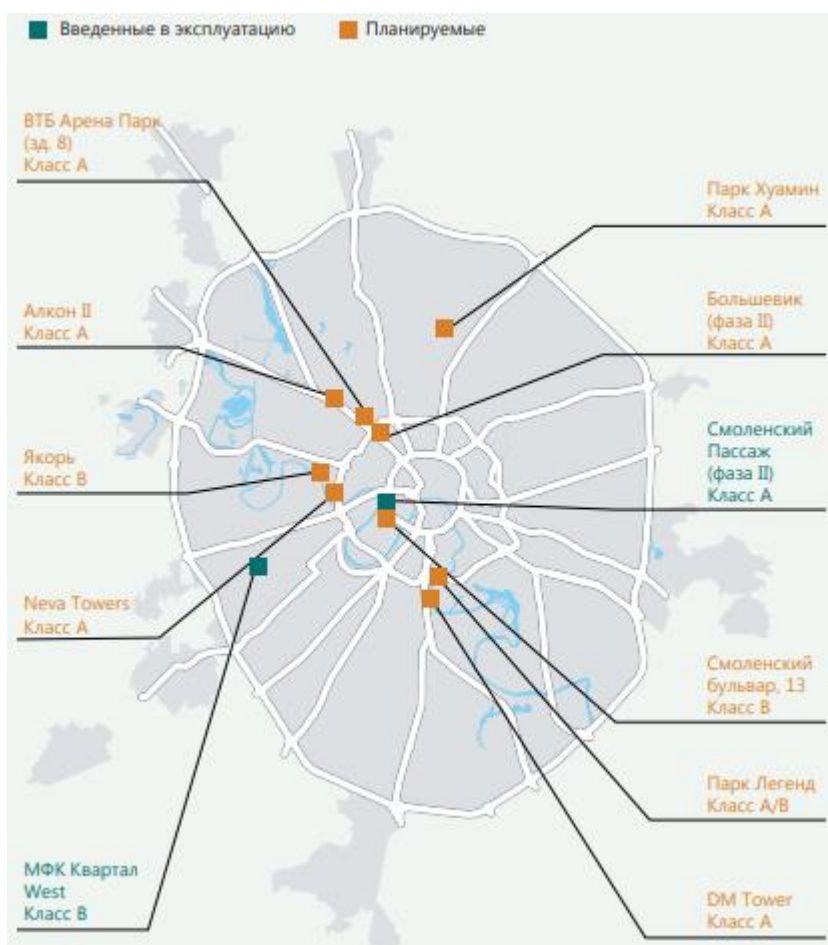 Введенные в эксплуатацию
Планируемые
ВТБ Арена Парк
(зд. 8)
Класс А
Парк Хуамин
Класс А
Алкон II
Класс А
Большевик
(фаза II)
Класс А
Якорь
Класс В
Смоленский
Пассаж
(фаза II)
Класс А
Neva Towers
Класс А
Смоленский
бульвар, 13
Класс В
Парк Легенд
Класс А/В
МФК Квартал
West
Класс В
DM Tower
Класс А